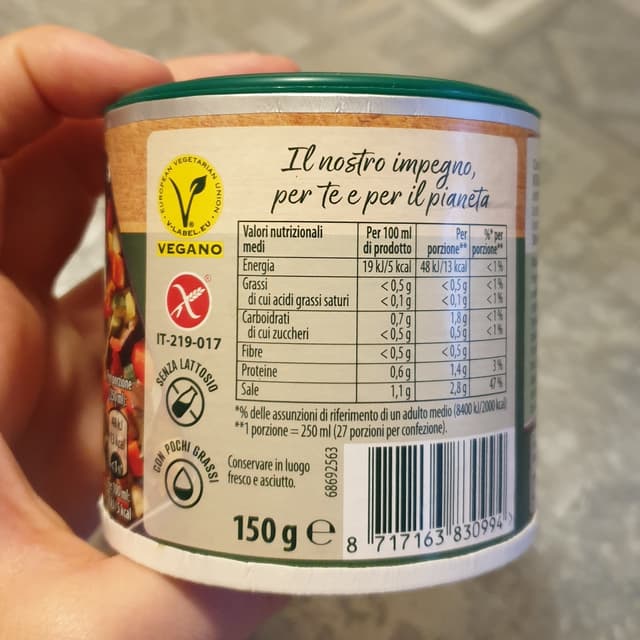 Il nostro impegno,
per te e per il pianeta
EUROPEAN VEGETARIAN UNION
V-LABEL.EU
VEGANO
IT-219-017
SENZA LATTOSIO
CON POCHI GRASSI
Valori nutrizionali medi Per 100 ml di prodotto Per porzione** %* per porzione**
Energia 19 kJ/5 kcal 48 kJ/13 kcal <1%
Grassi <0,5 g <0,5 g <1%
di cui acidi grassi saturi <0,1 g <0,1 g <1%
Carboidrati 0,7 g 1,8 g <1%
di cui zuccheri <0,5 g 0,5 g <1%
Fibre <0,5 g <0,5 g
Proteine 0,6 g 1,4 g 3%
Sale 1,1 g 2,8 g 47%
*% delle assunzioni di riferimento di un adulto medio (8400 kJ/2000 kcal)
**1 porzione = 250 ml (27 porzioni per confezione).
Conservare in luogo
fresco e asciutto.
68692563
150 g e
8 717163 830994